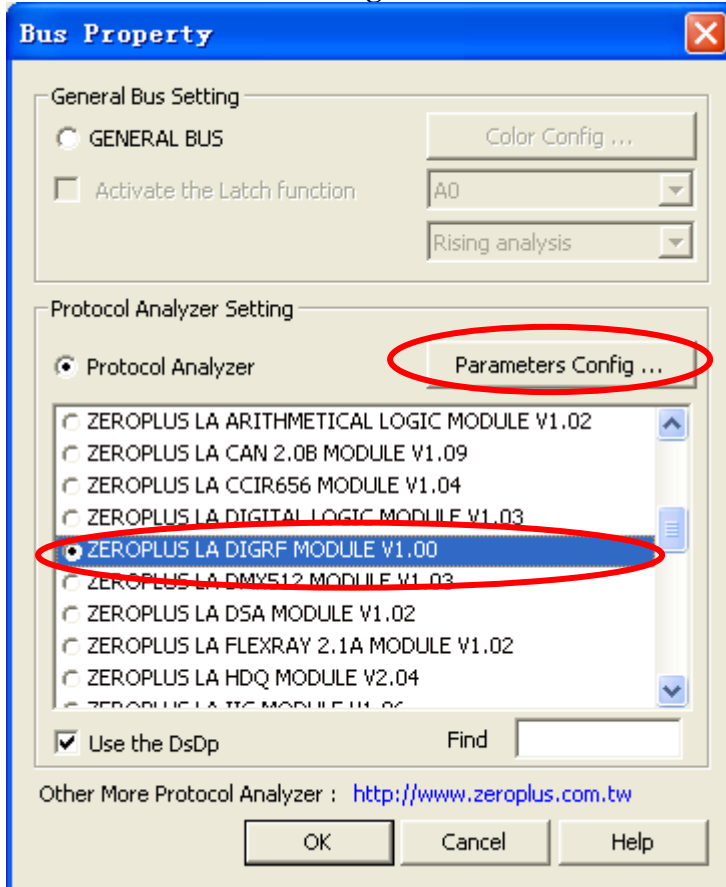 Bus Property
General Bus Setting
GENERAL BUS
Color Config ...
Activate the Latch function
A0
Rising analysis
Protocol Analyzer Setting
Protocol Analyzer
Parameters Config ...
ZEROPLUS LA ARITHMETICAL LOGIC MODULE V1.02
ZEROPLUS LA CAN 2.0B MODULE V1.09
ZEROPLUS LA CCIR656 MODULE V1.04
ZEROPLUS LA DIGITAL LOGIC MODULE V1.03
ZEROPLUS LA DIGRF MODULE V1.00
ZEROPLUS LA DMX512 MODULE V1.03
ZEROPLUS LA DSA MODULE V1.02
ZEROPLUS LA FLEXRAY 2.1A MODULE V1.02
ZEROPLUS LA HDQ MODULE V2.04
ZEROPLUS LA IIC MODULE
Use the DsDp
Find
Other More Protocol Analyzer : http://www.zeroplus.com.tw
OK
Cancel
Help